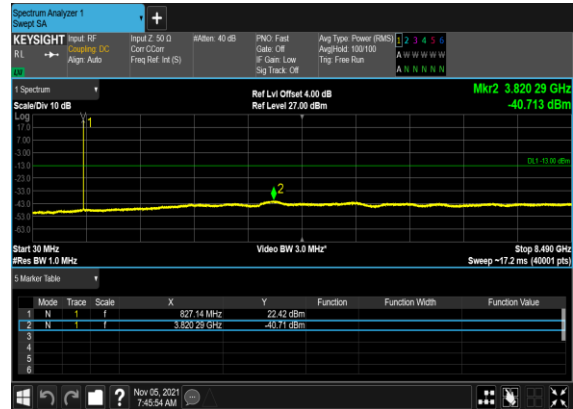 Spectrum Analyzer 1
Swept SA
+
KEYSIGHT Input: RF Input Z: 50 Ω #Atten: 40 dB PNO: Fast Avg Type: Power (RMS) 1 2 3 4 5 6
RL Coupling: DC Corr CCorr Gate: Off Avg|Hold: 100/100 A W W W W W
Align: Auto Freq Ref: Int (S) IF Gain: Low Trig: Free Run
LW Sig Track: Off A N N N N N
1 Spectrum Ref Lvl Offset 4.00 dB Mkr2 3.820 29 GHz
Scale/Div 10 dB Ref Level 27.00 dBm -40.713 dBm
Log
17.0
7.00
-3.00
-13.0
-23.0
-33.0
-43.0
-53.0
-63.0
1
DL1 -13.00 dBm
2
Start 30 MHz Video BW 3.0 MHz* Stop 8.490 GHz
#Res BW 1.0 MHz Sweep ~17.2 ms (40001 pts)
5 Marker Table
Mode Trace Scale X Y Function Function Width Function Value
1 N 1 f 827.14 MHz 22.42 dBm
2 N 1 f 3.820 29 GHz -40.71 dBm
3
4
5
6
? Nov 05, 2021
7:45:54 AM